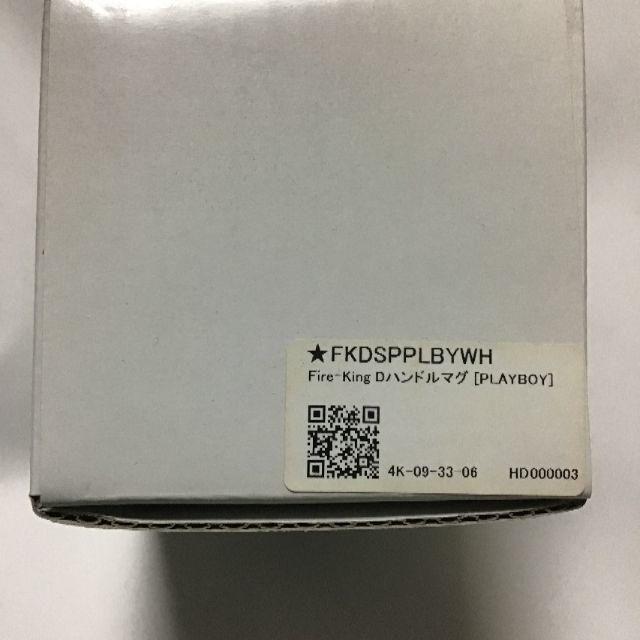 ★FKDSPPLBYWH
Fire-King Dハンドルマグ [PLAYBOY]
4K-09-33-06 HD000003